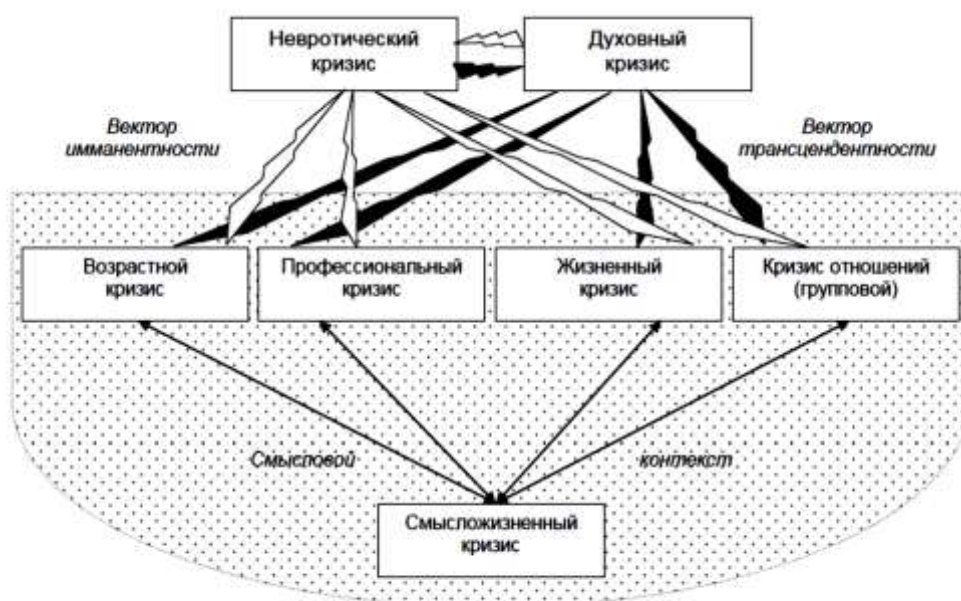 Невротический
кризис
Духовный
кризис
Вектор
имманентности
Вектор
трансцендентности
Возрастной
кризис
Профессиональный
кризис
Жизненный
кризис
Кризис отношений
(групповой)
Смысловой
контекст
Смысложизненный
кризис